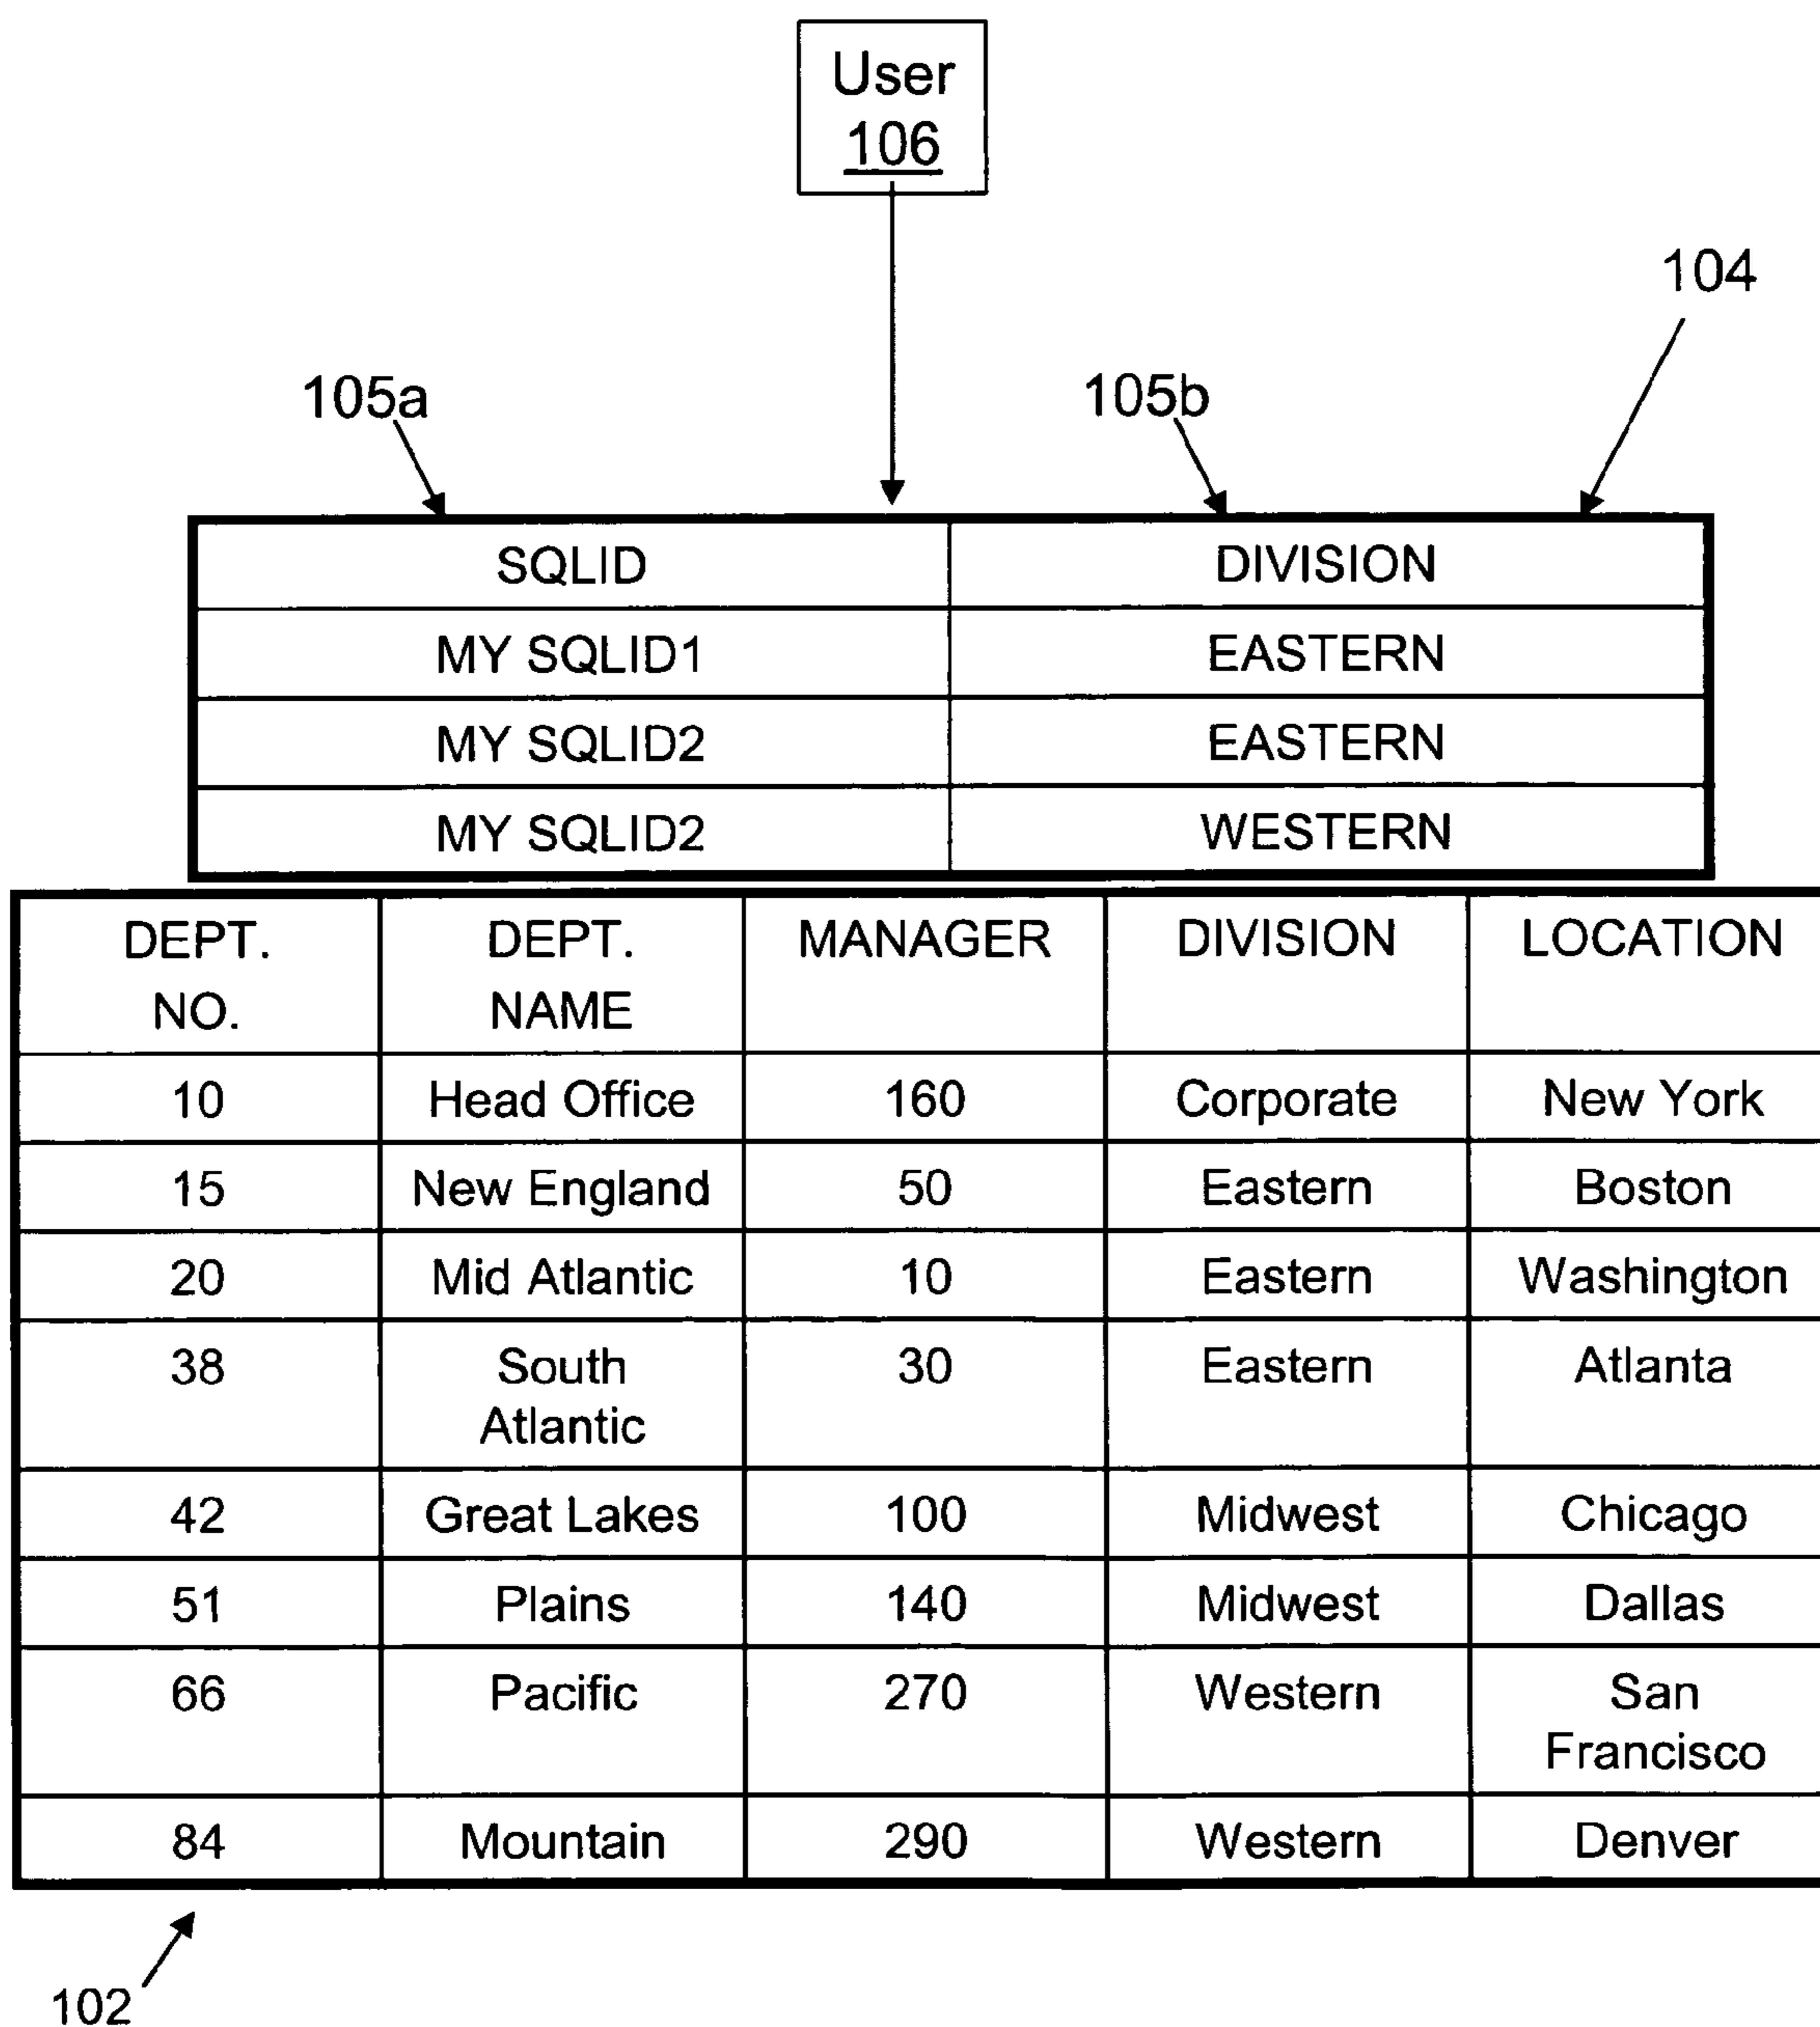 User
106
104
105a 105b
SQLID DIVISION
MY SQLID1 EASTERN
MY SQLID2 EASTERN
MY SQLID2 WESTERN
DEPT. DEPT. MANAGER DIVISION LOCATION
NO. NAME
10 Head Office 160 Corporate New York
15 New England 50 Eastern Boston
20 Mid Atlantic 10 Eastern Washington
38 South 30 Eastern Atlanta
Atlantic
42 Great Lakes 100 Midwest Chicago
51 Plains 140 Midwest Dallas
66 Pacific 270 Western San
Francisco
84 Mountain 290 Western Denver
102